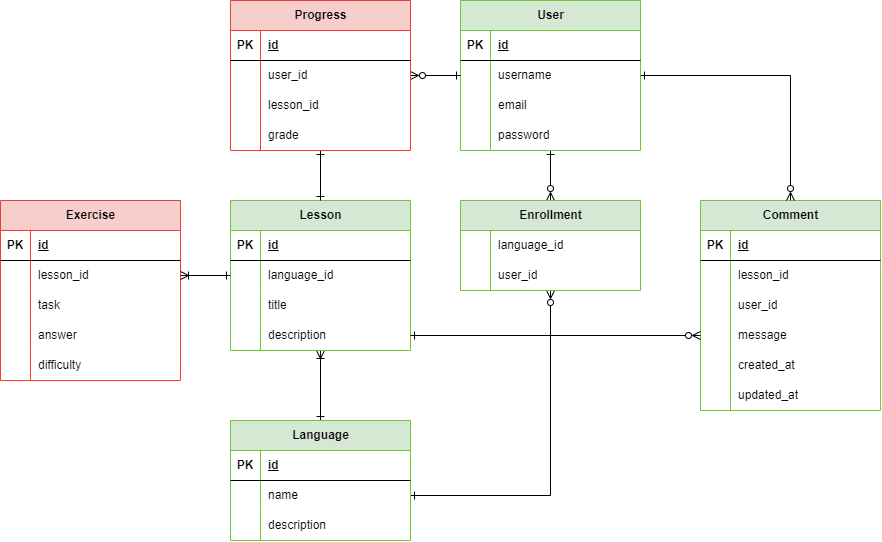 Progress
PK id
user_id
lesson_id
grade
User
PK id
username
email
password
Exercise
PK id
lesson_id
task
answer
difficulty
Lesson
PK id
language_id
title
description
Enrollment
language_id
user_id
Comment
PK id
lesson_id
user_id
message
created_at
updated_at
Language
PK id
name
description